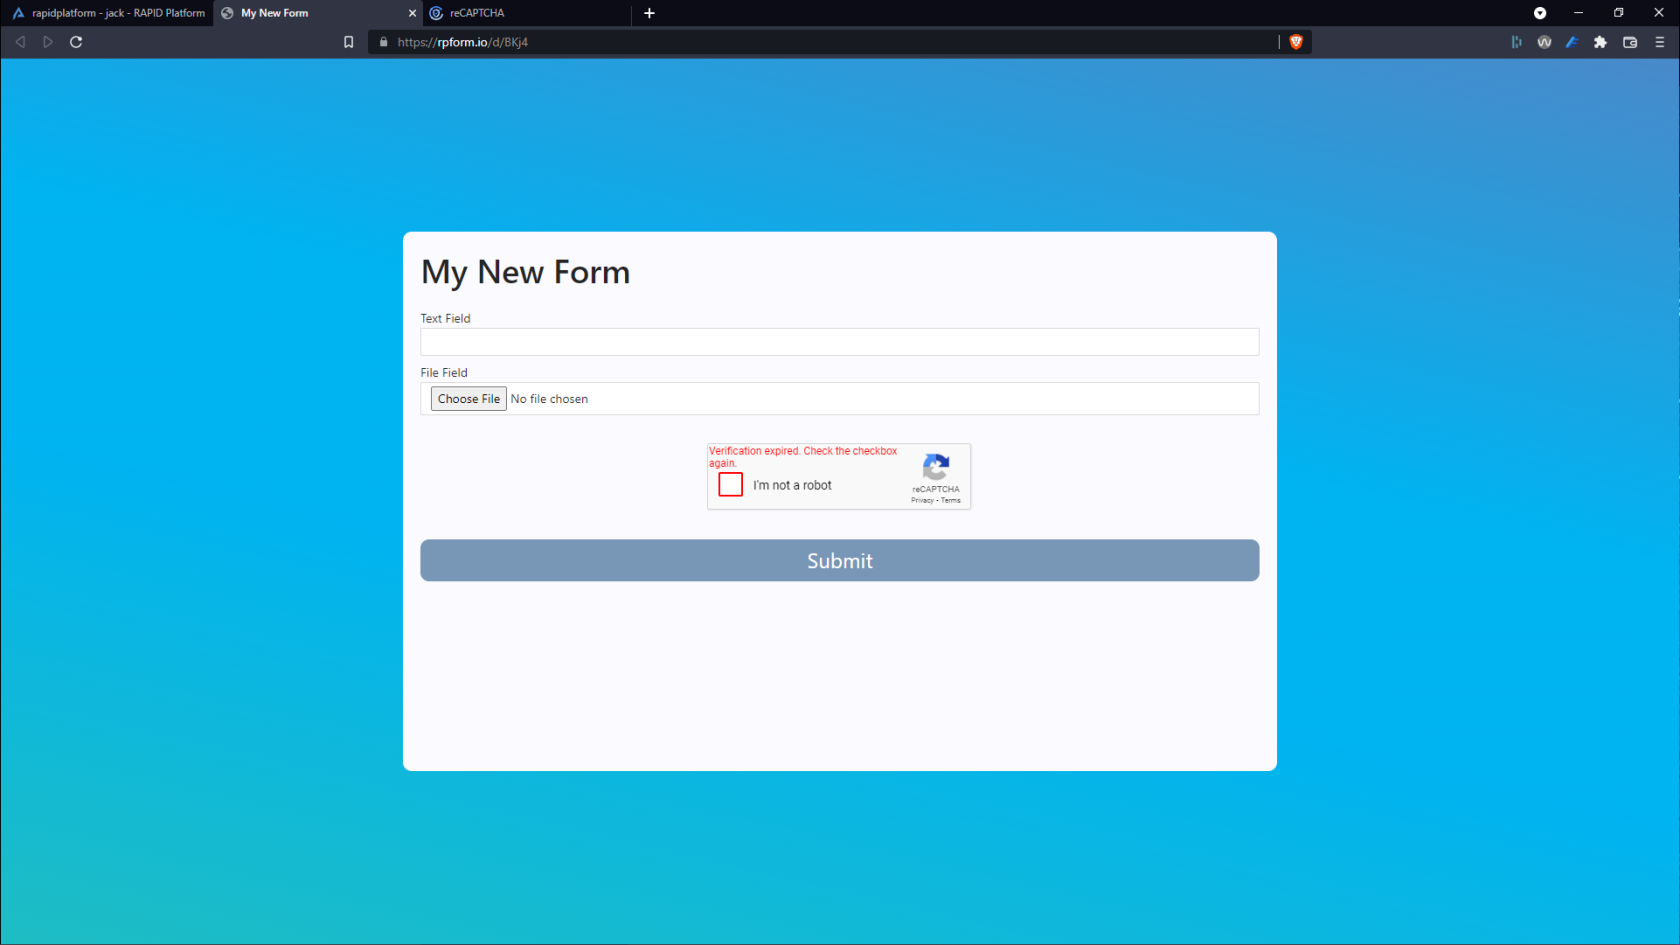 rapidplatform - jack - RAPID Platform
My New Form
reCAPTCHA
https://rpform.io/d/BKj4
My New Form
Text Field
File Field
Choose File No file chosen
Verification expired. Check the checkbox
again.
I'm not a robot
reCAPTCHA
Privacy - Terms
Submit